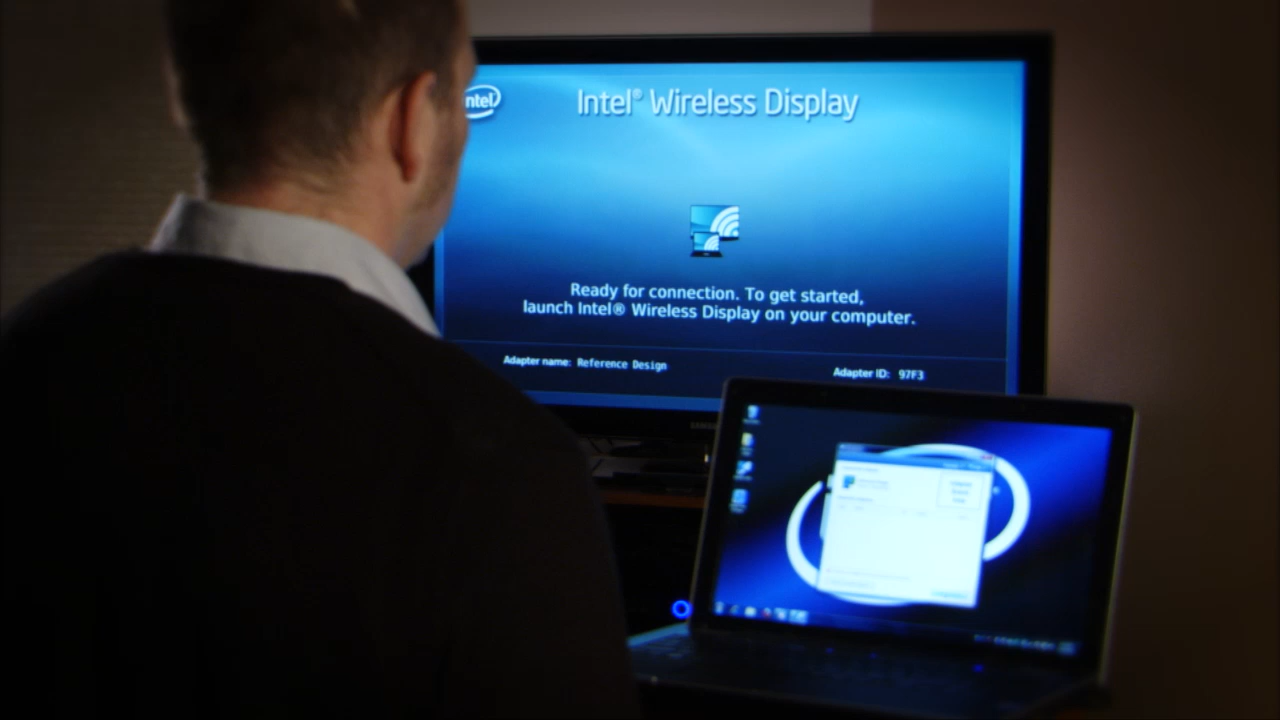 intel
Intel® Wireless Display
Ready for connection. To get started,
launch Intel® Wireless Display on your computer.
Adapter name: Reference Design
Adapter ID: 97F3